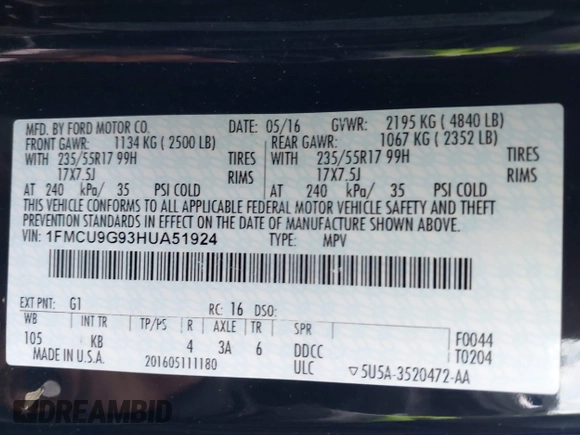 MFD. BY FORD MOTOR CO. DATE: 05/16 GVWR: 2195 KG ( 4840 LB)
FRONT GAWR: 1134 KG ( 2500 LB) REAR GAWR: 1067 KG ( 2352 LB)
WITH 235/55R17 99H TIRES WITH 235/55R17 99H TIRES
17X7.5J RIMS 17X7.5J RIMS
AT 240 kPa/ 35 PSI COLD AT 240 kPa/ 35 PSI COLD
THIS VEHICLE CONFORMS TO ALL APPLICABLE FEDERAL MOTOR VEHICLE SAFETY AND THEFT
PREVENTION STANDARDS IN EFFECT ON THE DATE OF MANUFACTURE SHOWN ABOVE.
VIN: 1FMCU9G93HUA51924 TYPE: MPV
EXT PNT: G1 RC: 16 DSO:
WB INT TR TP/PS R AXLE TR SPR F0044
105 KB 4 3A 6 DDCC T0204
MADE IN U.S.A. 201605111180 ULC ▽5U5A-3520472-AA
DREAMBID